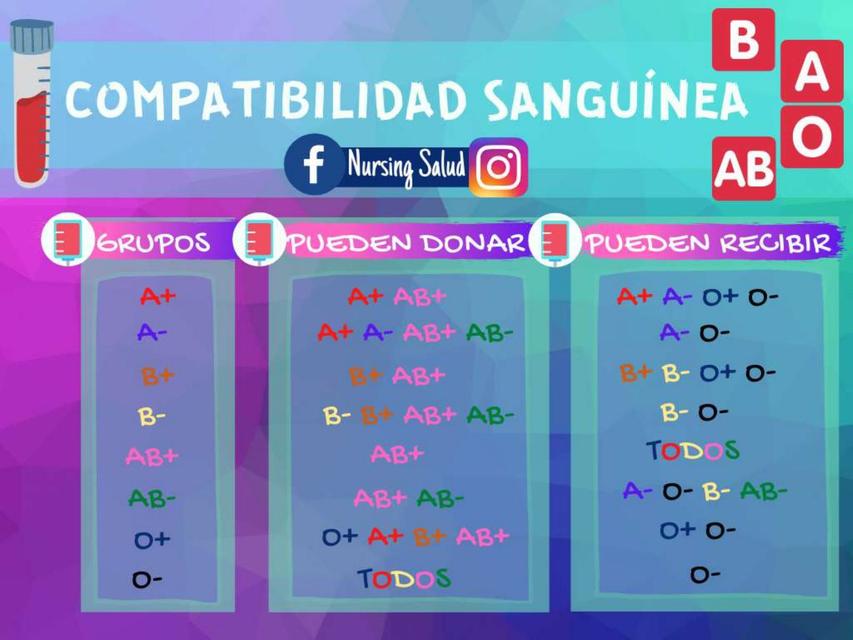 B
A
COMPATIBILIDAD SANGUÍNEA
O
f Nursing Salud
AB
GRUPOS PUEDEN DONAR PUEDEN RECIBIR
A+ A+ AB+ A+ A- O+ O-
A- A+ A- AB+ AB- A- O-
B+ B+ AB+ B+ B- O+ O-
B- B- B+ AB+ AB- B- O-
AB+ AB+ TODOS
AB- AB+ AB- A- O- B- AB-
O+ O+ A+ B+ AB+ O+ O-
O- TODOS O-